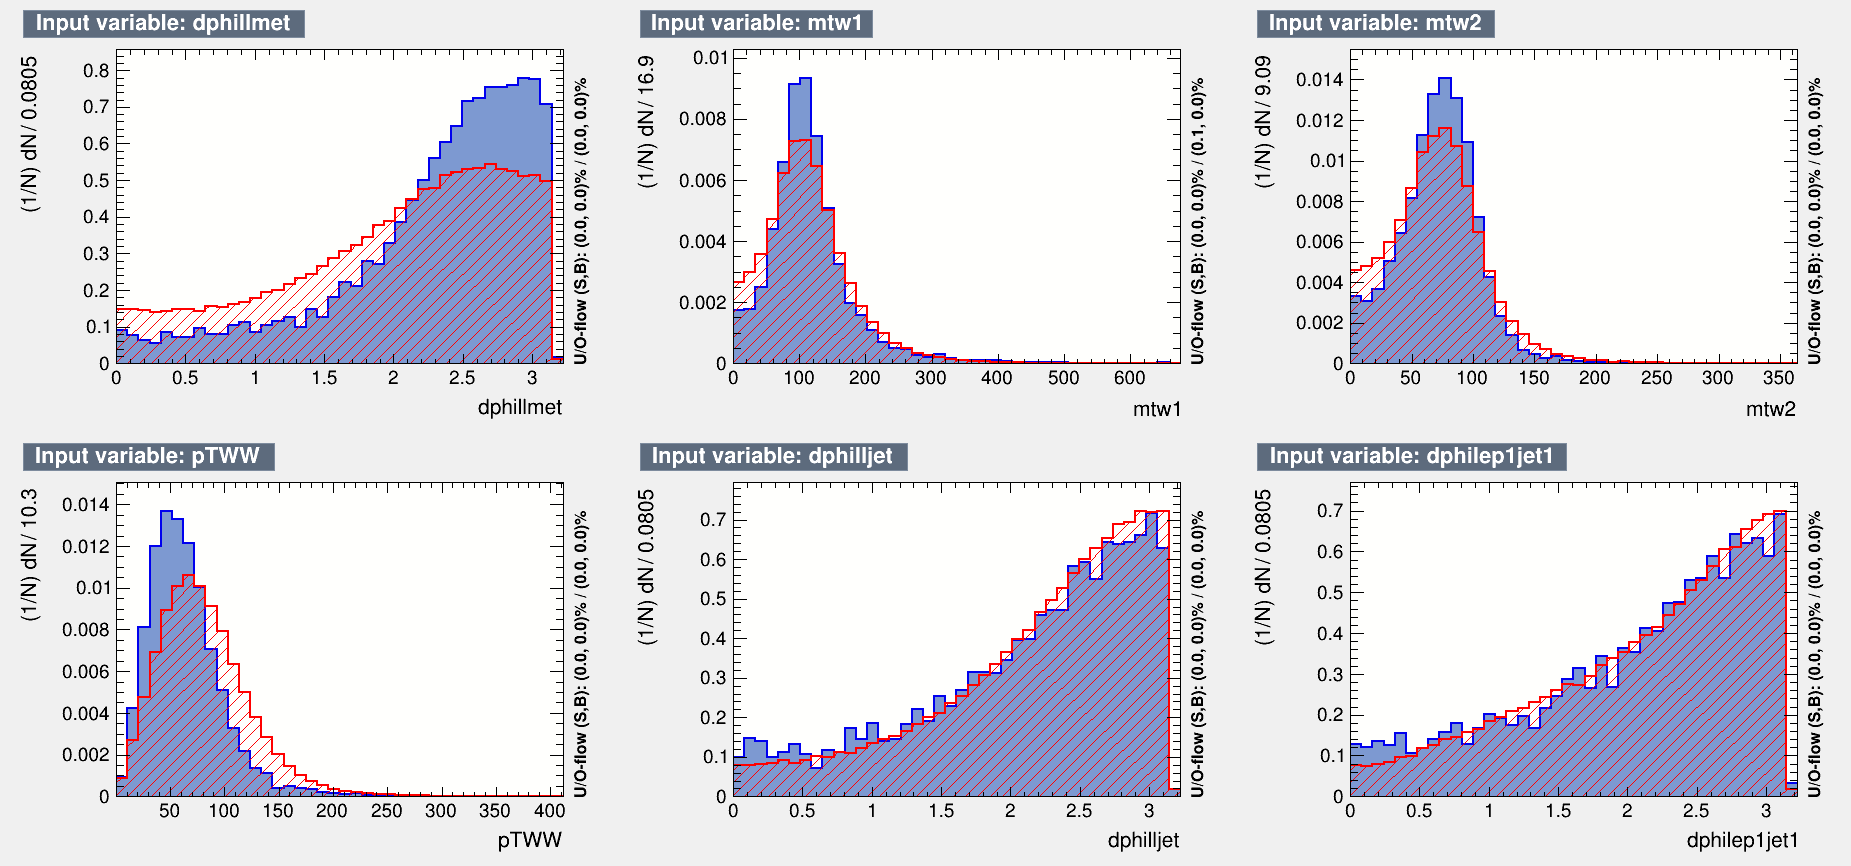 Input variable: dphillmet
(1/N) dN / 0.0805
0.8
0.7
0.6
0.5
0.4
0.3
0.2
0.1
0
0 0.5 1 1.5 2 2.5 3
dphillmet
U/O-flow (S,B): (0.0, 0.0)% / (0.0, 0.0)%
Input variable: mtw1
(1/N) dN / 16.9
0.01
0.008
0.006
0.004
0.002
0
0 100 200 300 400 500 600
mtw1
U/O-flow (S,B): (0.0, 0.0)% / (0.1, 0.0)%
Input variable: mtw2
(1/N) dN / 9.09
0.014
0.012
0.01
0.008
0.006
0.004
0.002
0
0 50 100 150 200 250 300 350
mtw2
U/O-flow (S,B): (0.0, 0.0)% / (0.0, 0.0)%
Input variable: pTWW
(1/N) dN / 10.3
0.014
0.012
0.01
0.008
0.006
0.004
0.002
0
50 100 150 200 250 300 350 400
pTWW
U/O-flow (S,B): (0.0, 0.0)% / (0.0, 0.0)%
Input variable: dphilljet
(1/N) dN / 0.0805
0.7
0.6
0.5
0.4
0.3
0.2
0.1
0
0 0.5 1 1.5 2 2.5 3
dphilljet
U/O-flow (S,B): (0.0, 0.0)% / (0.0, 0.0)%
Input variable: dphilep1jet1
(1/N) dN / 0.0805
0.7
0.6
0.5
0.4
0.3
0.2
0.1
0
0 0.5 1 1.5 2 2.5 3
dphilep1jet1
U/O-flow (S,B): (0.0, 0.0)% / (0.0, 0.0)%